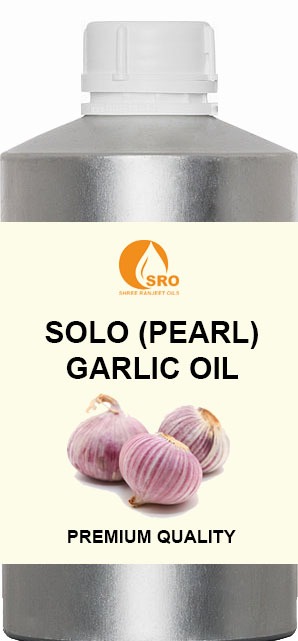 SRO
SHREE RANJEET OILS
SOLO (PEARL)
GARLIC OIL
PREMIUM QUALITY